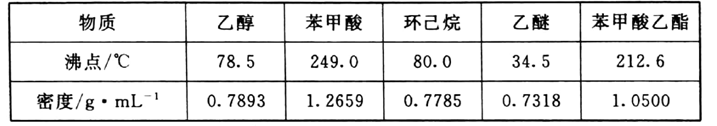 物质 乙醇 苯甲酸 环己烷 乙醚 苯甲酸乙酯
沸点/℃ 78.5 249.0 80.0 34.5 212.6
密度/g·mL⁻¹ 0.7893 1.2659 0.7785 0.7318 1.0500